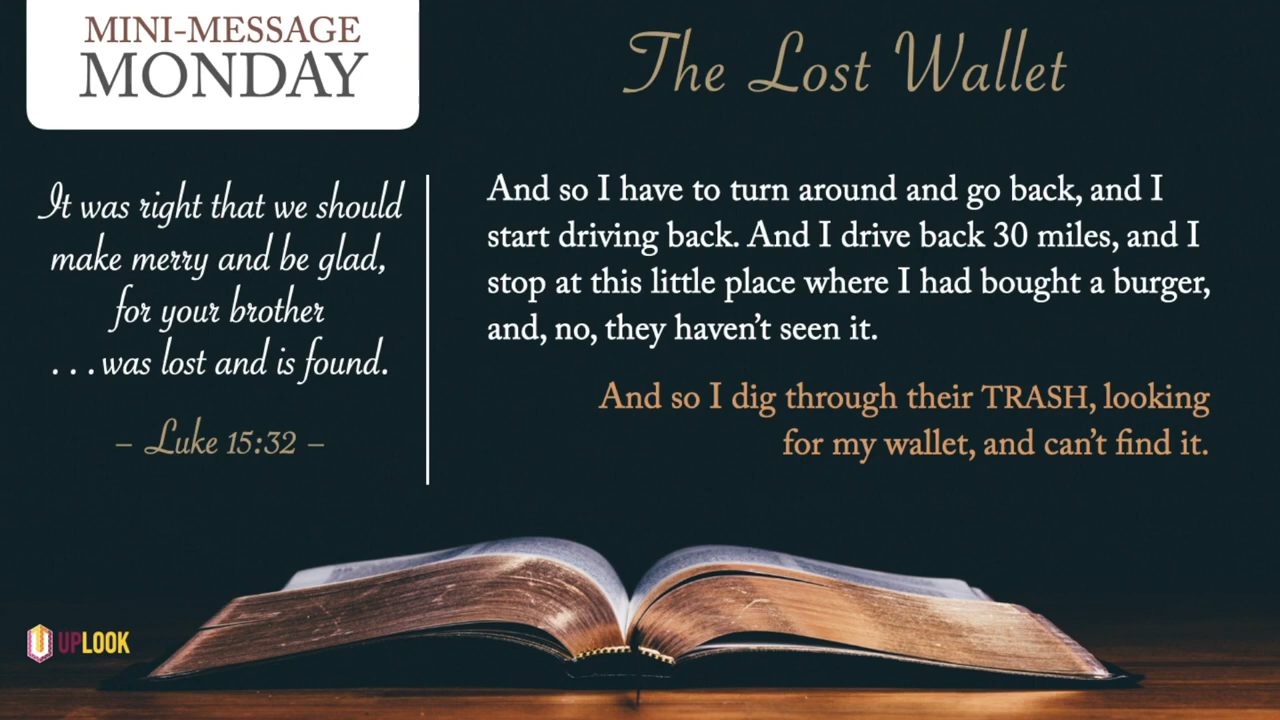 MINI-MESSAGE
MONDAY
The Lost Wallet
It was right that we should
make merry and be glad,
for your brother
. . . was lost and is found.
– Luke 15:32 –
And so I have to turn around and go back, and I
start driving back. And I drive back 30 miles, and I
stop at this little place where I had bought a burger,
and, no, they haven’t seen it.
And so I dig through their TRASH, looking
for my wallet, and can’t find it.
UPLOOK